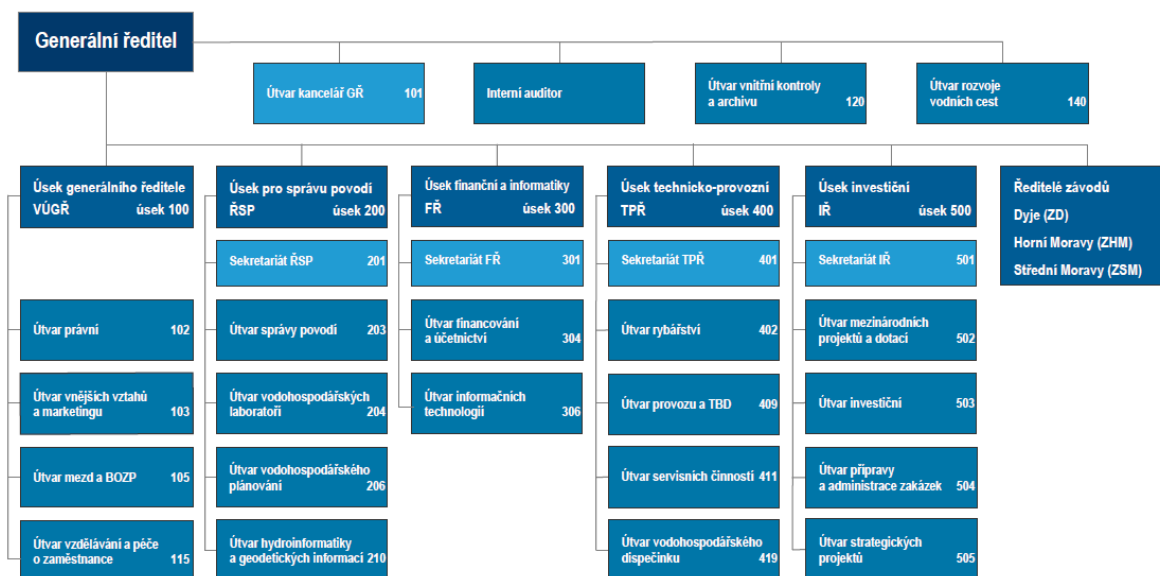 Generální ředitel
Útvar kancelář GŘ 101
Interní auditor
Útvar vnitřní kontroly
a archivu 120
Útvar rozvoje
vodních cest 140
Úsek generálního ředitele
VÚGŘ úsek 100
Úsek pro správu povodí
ŘSP úsek 200
Úsek finanční a informatiky
FŘ úsek 300
Úsek technicko-provozní
TPŘ úsek 400
Úsek investiční
IŘ úsek 500
Ředitelé závodů
Dyje (ZD)
Horní Moravy (ZHM)
Střední Moravy (ZSM)
Sekretariát ŘSP 201
Sekretariát FŘ 301
Sekretariát TPŘ 401
Sekretariát IŘ 501
Útvar právní 102
Útvar správy povodí 203
Útvar financování
a účetnictví 304
Útvar rybářství 402
Útvar mezinárodních
projektů a dotací 502
Útvar vnějších vztahů
a marketingu 103
Útvar vodohospodářských
laboratoří 204
Útvar informačních
technologií 306
Útvar provozu a TBD 409
Útvar investiční 503
Útvar mezd a BOZP 105
Útvar vodohospodářského
plánování 206
Útvar servisních činností 411
Útvar přípravy
a administrace zakázek 504
Útvar vzdělávání a péče
o zaměstnance 115
Útvar hydroinformatiky
a geodetických informací 210
Útvar vodohospodářského
dispečinku 419
Útvar strategických
projektů 505